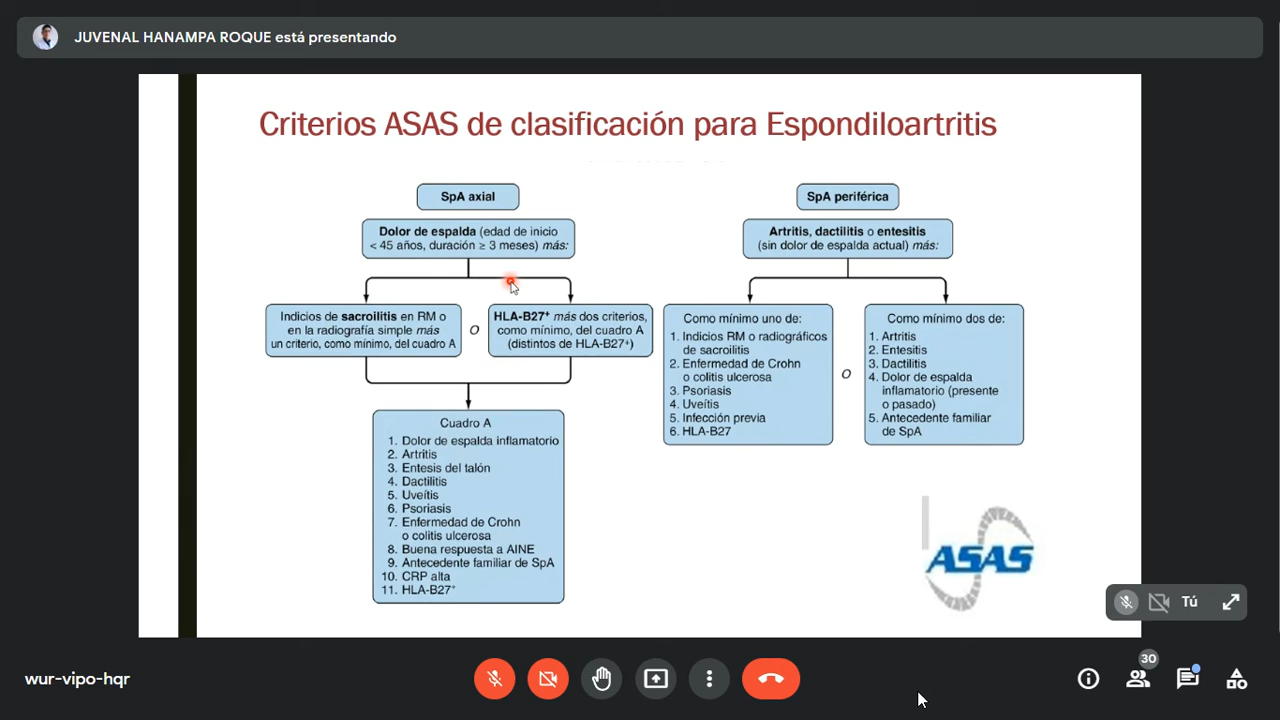 JUVENAL HANAMPA ROQUE está presentando
Criterios ASAS de clasificación para Espondiloartritis
SpA axial
Dolor de espalda (edad de inicio
< 45 años, duración ≥ 3 meses) más:
Indicios de sacroilitis en RM o
en la radiografía simple más
un criterio, como mínimo, del cuadro A
O
HLA-B27⁺ más dos criterios,
como mínimo, del cuadro A
(distintos de HLA-B27⁺)
Cuadro A
1. Dolor de espalda inflamatorio
2. Artritis
3. Entesis del talón
4. Dactilitis
5. Uveítis
6. Psoriasis
7. Enfermedad de Crohn
o colitis ulcerosa
8. Buena respuesta a AINE
9. Antecedente familiar de SpA
10. CRP alta
11. HLA-B27⁺
SpA periférica
Artritis, dactilitis o entesitis
(sin dolor de espalda actual) más:
Como mínimo uno de:
1. Indicios RM o radiográficos
de sacroilitis
2. Enfermedad de Crohn
o colitis ulcerosa
3. Psoriasis
4. Uveítis
5. Infección previa
6. HLA-B27
O
Como mínimo dos de:
1. Artritis
2. Entesitis
3. Dactilitis
4. Dolor de espalda
inflamatorio (presente
o pasado)
5. Antecedente familiar
de SpA
ASAS
Tú
wur-vipo-hqr
30